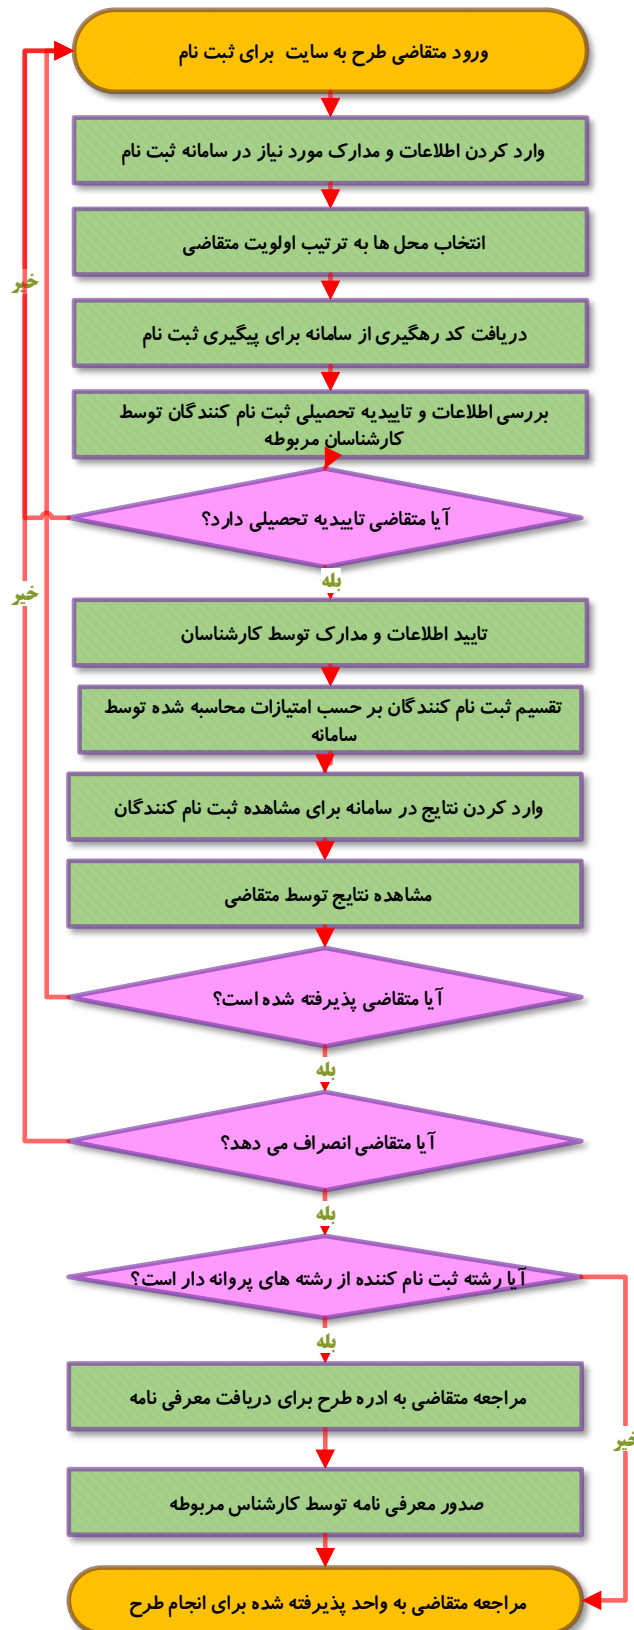 ورود متقاضی طرح به سایت برای ثبت نام
وارد کردن اطلاعات و مدارک مورد نیاز در سامانه ثبت نام
انتخاب محل ها به ترتیب اولویت متقاضی
خیر
دریافت کد رهگیری از سامانه برای پیگیری ثبت نام
بررسی اطلاعات و تاییدیه تحصیلی ثبت نام کنندگان توسط
کارشناسان مربوطه
آیا متقاضی تاییدیه تحصیلی دارد؟
بله
خیر
تایید اطلاعات و مدارک توسط کارشناسان
تقسیم ثبت نام کنندگان بر حسب امتیازات محاسبه شده توسط
سامانه
وارد کردن نتایج در سامانه برای مشاهده ثبت نام کنندگان
مشاهده نتایج توسط متقاضی
آیا متقاضی پذیرفته شده است؟
بله
آیا متقاضی انصراف می دهد؟
بله
آیا رشته ثبت نام کننده از رشته های پروانه دار است؟
بله
مراجعه متقاضی به ادره طرح برای دریافت معرفی نامه
خیر
صدور معرفی نامه توسط کارشناس مربوطه
مراجعه متقاضی به واحد پذیرفته شده برای انجام طرح